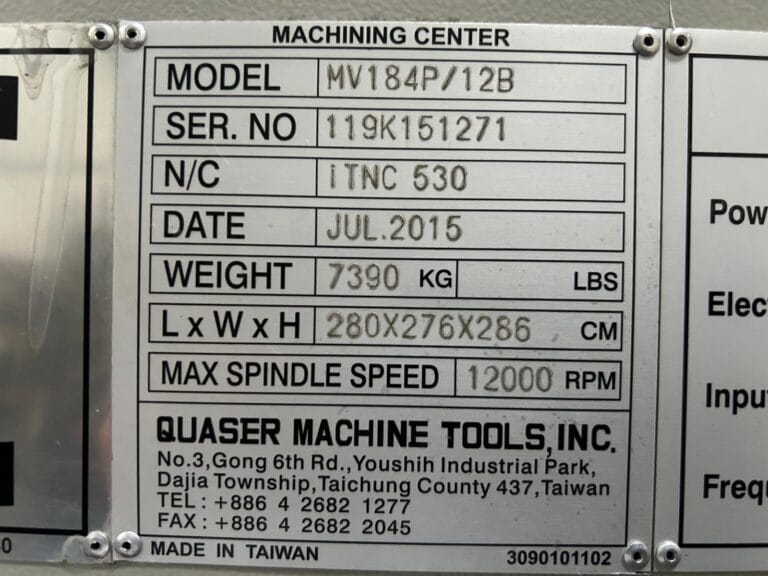 MACHINING CENTER
MODEL MV184P/12B
SER. NO 119K151271
N/C iTNC 530
DATE JUL.2015
WEIGHT 7390 KG LBS
L x W x H 280X276X286 CM
MAX SPINDLE SPEED 12000 RPM
QUASER MACHINE TOOLS, INC.
No.3,Gong 6th Rd.,Youshih Industrial Park,
Dajia Township,Taichung County 437,Taiwan
TEL : +886 4 2682 1277
FAX : +886 4 2682 2045
MADE IN TAIWAN 3090101102
Pow
Elec
Inpu
Frequ